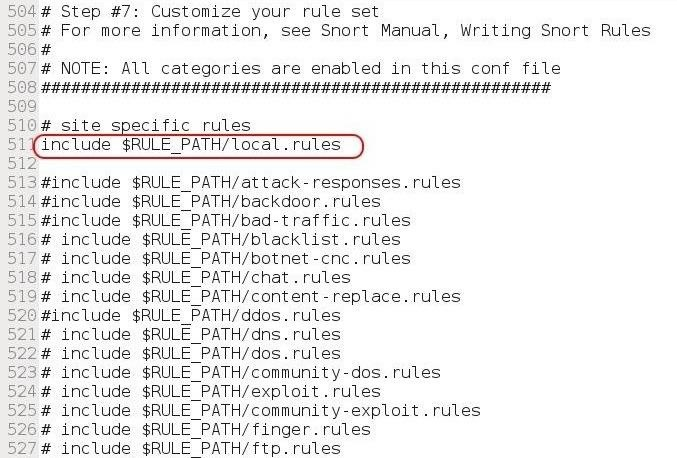 504 # Step #7: Customize your rule set
505 # For more information, see Snort Manual, Writing Snort Rules
506 #
507 # NOTE: All categories are enabled in this conf file
508 ###################################################
509
510 # site specific rules
511 include $RULE_PATH/local.rules
512
513 #include $RULE_PATH/attack-responses.rules
514 #include $RULE_PATH/backdoor.rules
515 #include $RULE_PATH/bad-traffic.rules
516 # include $RULE_PATH/blacklist.rules
517 # include $RULE_PATH/botnet-cnc.rules
518 # include $RULE_PATH/chat.rules
519 # include $RULE_PATH/content-replace.rules
520 #include $RULE_PATH/ddos.rules
521 # include $RULE_PATH/dns.rules
522 # include $RULE_PATH/dos.rules
523 # include $RULE_PATH/community-dos.rules
524 # include $RULE_PATH/exploit.rules
525 # include $RULE_PATH/community-exploit.rules
526 # include $RULE_PATH/finger.rules
527 # include $RULE_PATH/ftp.rules